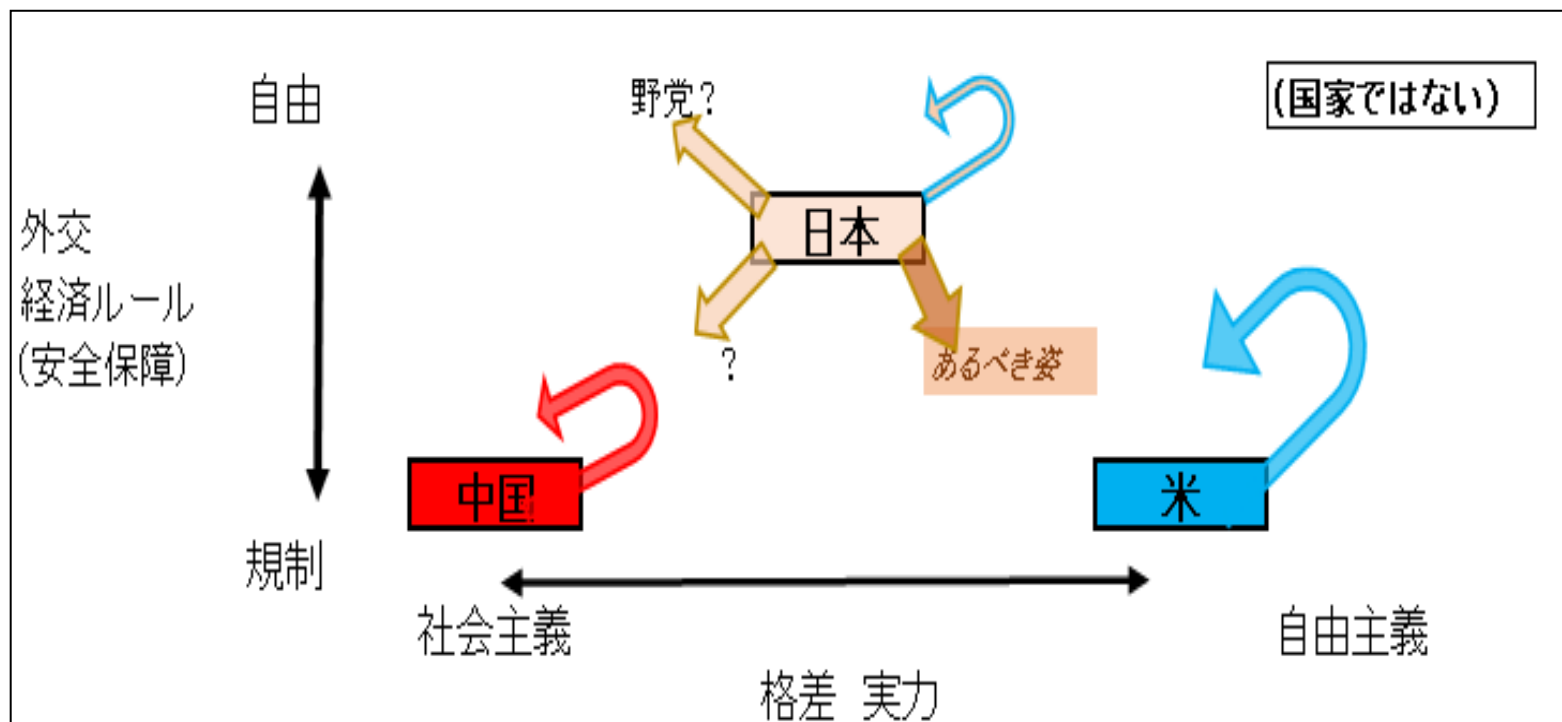 自由
野党?
(国家ではない)
日本
外交
経済ルール
(安全保障)
?
あるべき姿
中国
米
規制
社会主義
自由主義
格差 実力